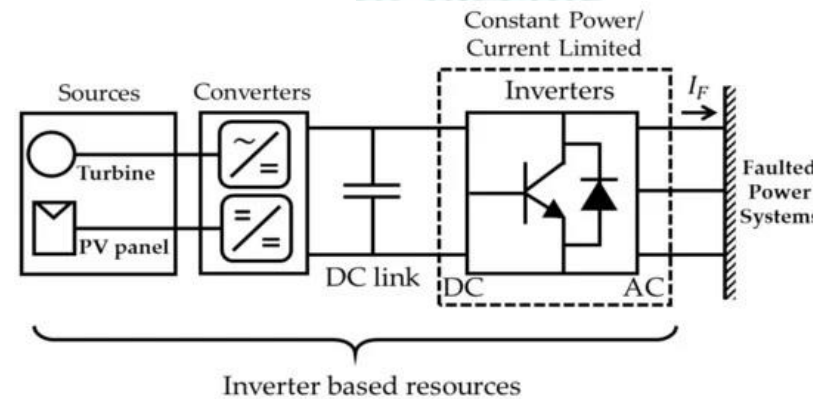 Constant Power/
Current Limited
Sources
Converters
Inverters
I_F
Turbine
~
=
PV panel
=
=
Faulted
Power
Systems
DC link
DC
AC
Inverter based resources